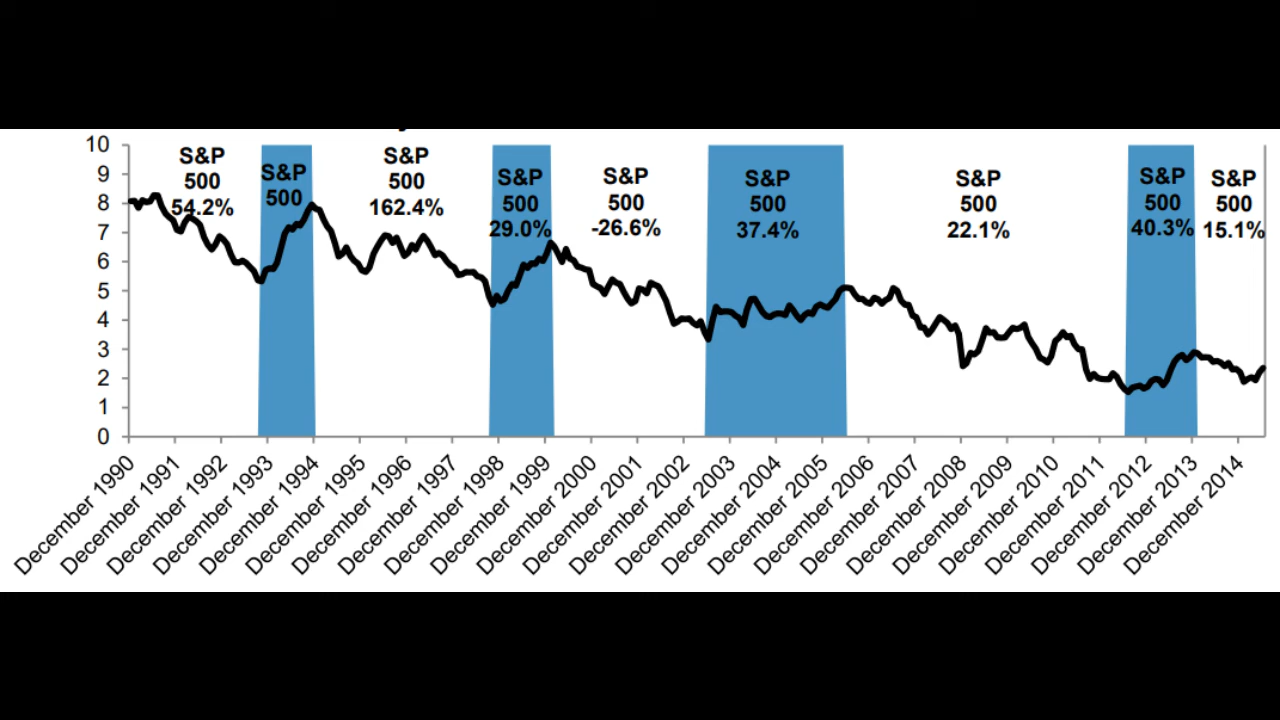 10
9
8
7
6
5
4
3
2
1
0
S&P
500
54.2%
S&P
500
S&P
500
162.4%
S&P
500
29.0%
S&P
500
-26.6%
S&P
500
37.4%
S&P
500
22.1%
S&P
500
40.3%
S&P
500
15.1%
December 1990
December 1991
December 1992
December 1993
December 1994
December 1995
December 1996
December 1997
December 1998
December 1999
December 2000
December 2001
December 2002
December 2003
December 2004
December 2005
December 2006
December 2007
December 2008
December 2009
December 2010
December 2011
December 2012
December 2013
December 2014